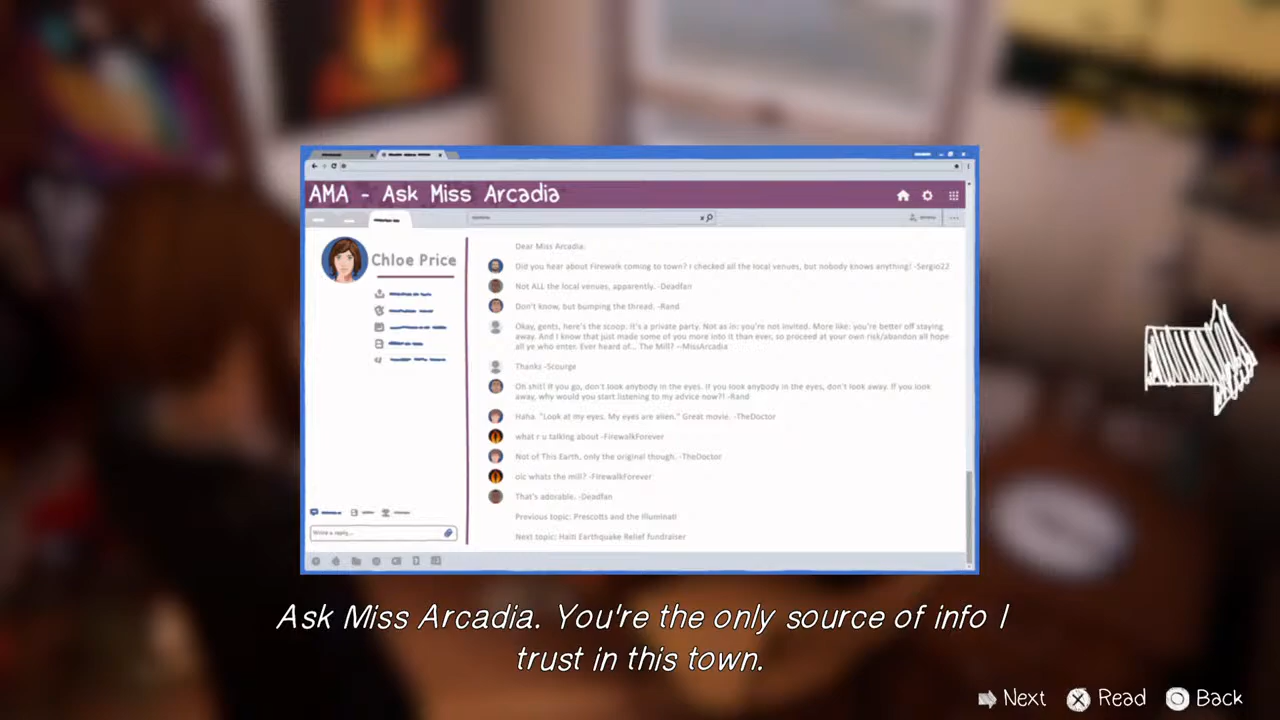 AMA - Ask Miss Arcadia
Chloe Price
Dear Miss Arcadia:
Did you hear about Firewalk coming to town? I checked all the local venues, but nobody knows anything! -Sergio22
Not ALL the local venues, apparently. -Deadfan
Don't know, but bumping the thread. -Rand
Okay, gents, here's the scoop. It's a private party. Not as in: you're not invited. More like: you're better off staying
away. And I know that just made some of you more into it than ever, so proceed at your own risk/abandon all hope
all ye who enter. Ever heard of... The Mill? --MissArcadia
Thanks -Scourge
Oh shit! If you go, don't look anybody in the eyes. If you look anybody in the eyes, don't look away. If you look
away, why would you start listening to my advice now?! -Rand
Haha. "Look at my eyes. My eyes are alien." Great movie. -TheDoctor
what r u talking about -FirewalkForever
Not of This Earth, only the original though. -TheDoctor
oic whats the mill? -FirewalkForever
That's adorable. -Deadfan
Previous topic: Prescotts and the Illuminati
Next topic: Haiti Earthquake Relief fundraiser
Write a reply...
Ask Miss Arcadia. You're the only source of info I
trust in this town.
Next Read Back